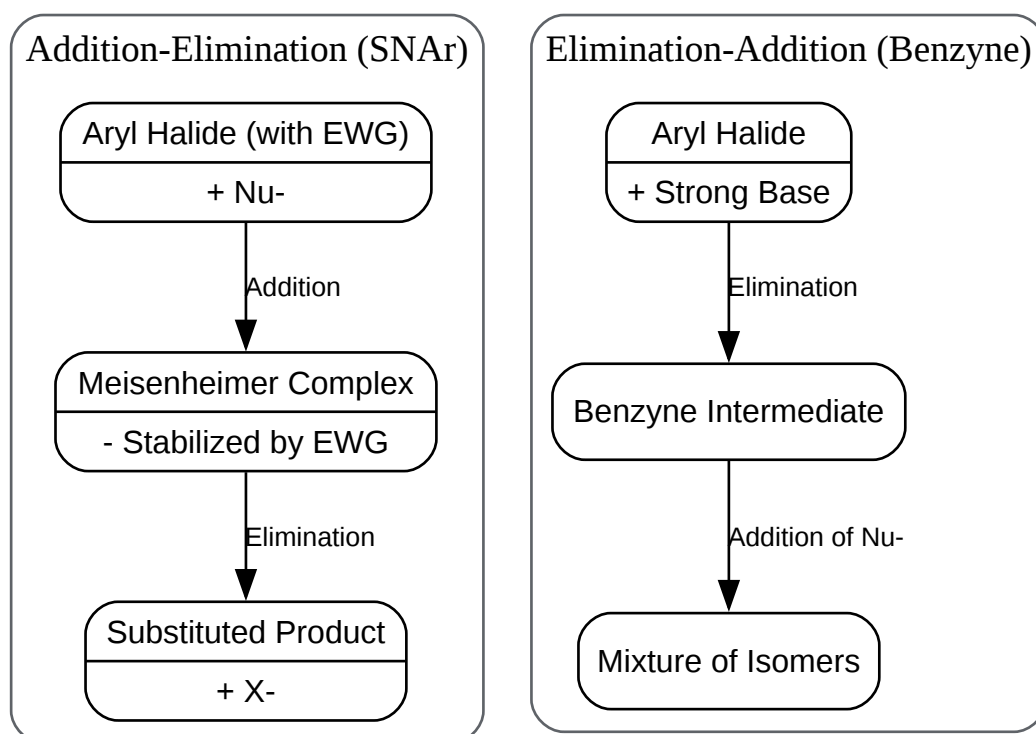 Addition-Elimination (SNAr)
Aryl Halide (with EWG)
+ Nu-
Addition
Meisenheimer Complex
- Stabilized by EWG
Elimination
Substituted Product
+ X-
Elimination-Addition (Benzyne)
Aryl Halide
+ Strong Base
Elimination
Benzyne Intermediate
Addition of Nu-
Mixture of Isomers